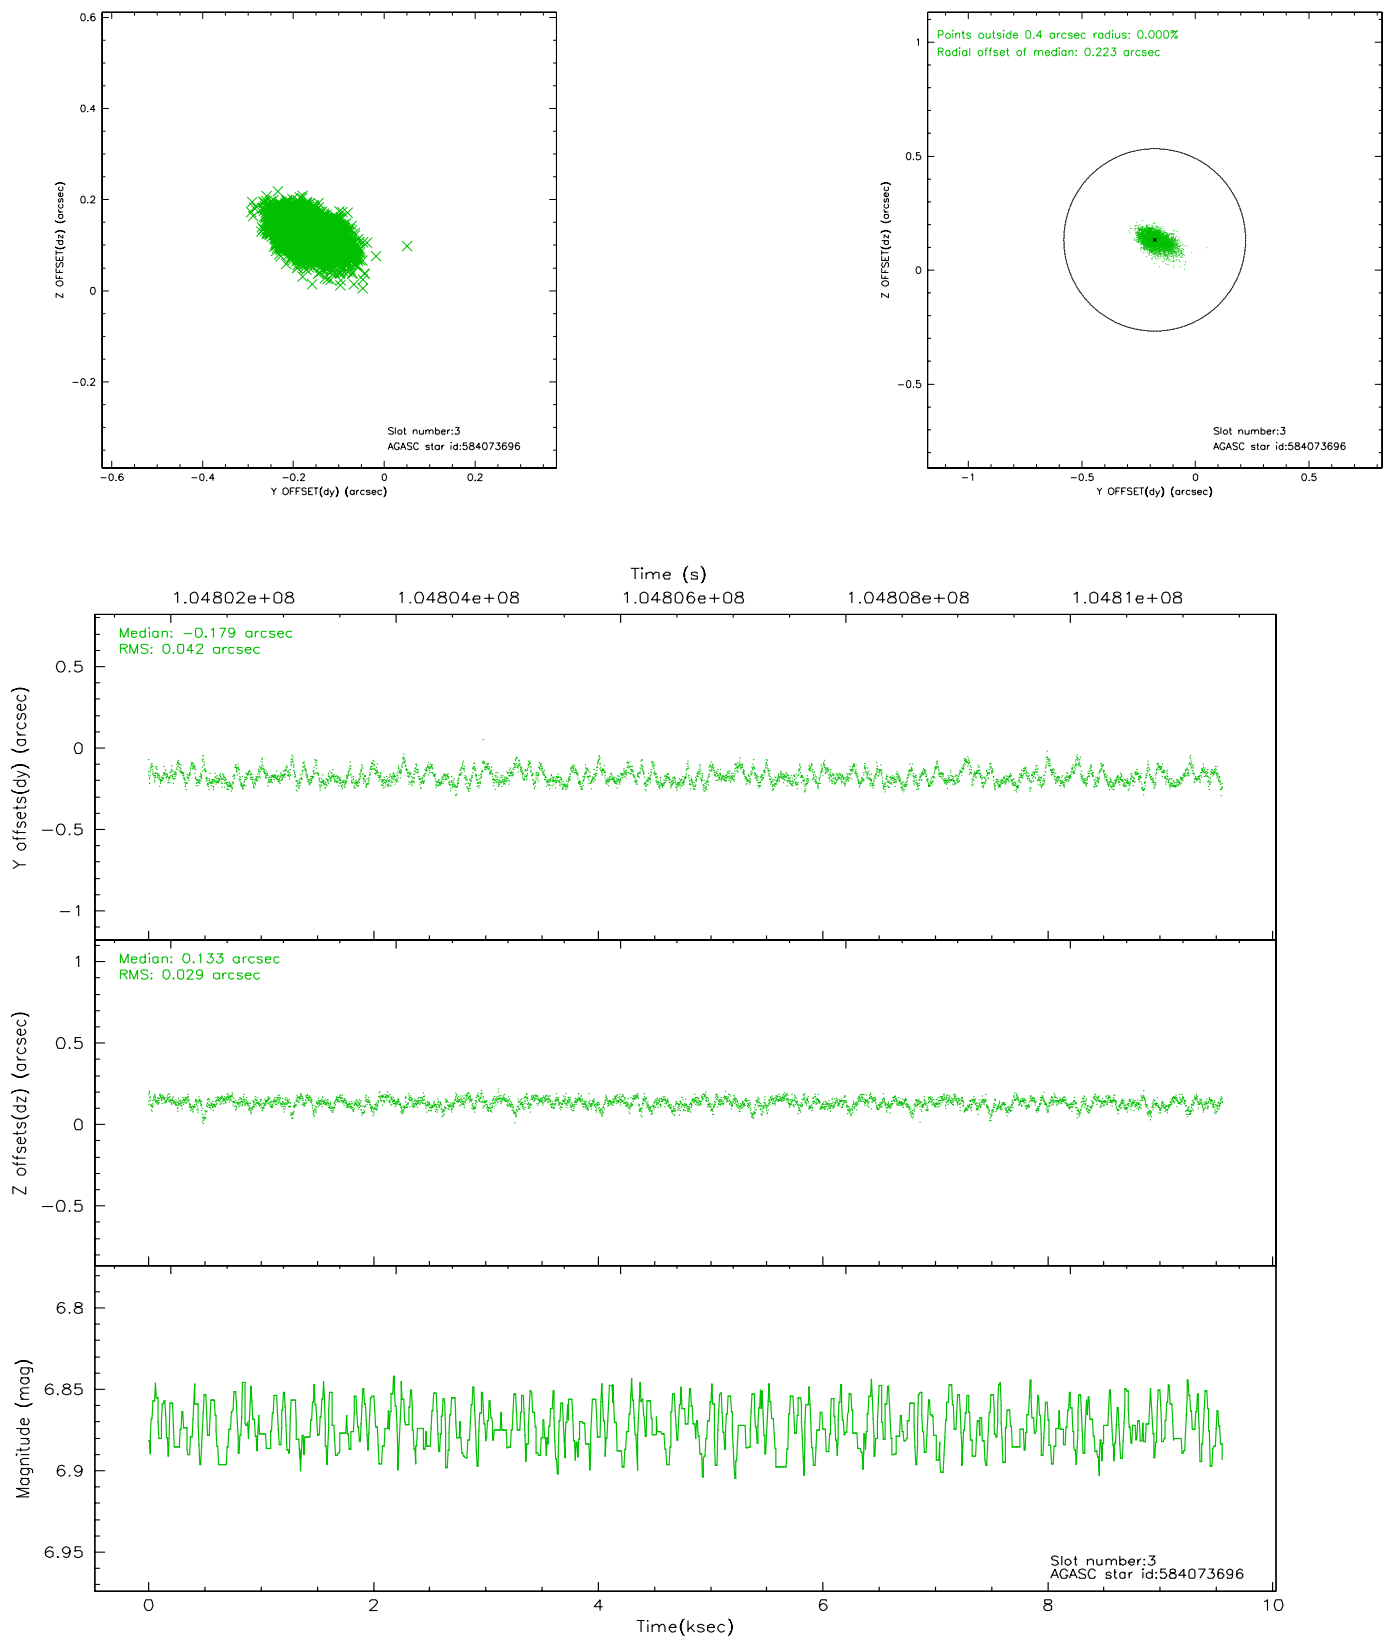 0.6
0.4
0.2
0
−0.2
Z OFFSET(dz) (arcsec)
Slot number:3
AGASC star id:584073696
−0.6
−0.4
−0.2
0
0.2
Y OFFSET(dy) (arcsec)
Points outside 0.4 arcsec radius: 0.000%
Radial offset of median: 0.223 arcsec
1
0.5
0
−0.5
Z OFFSET(dz) (arcsec)
Slot number:3
AGASC star id:584073696
−1
−0.5
0
0.5
Y OFFSET(dy) (arcsec)
Time (s)
1.04802e+08
1.04804e+08
1.04806e+08
1.04808e+08
1.0481e+08
Median: −0.179 arcsec
RMS: 0.042 arcsec
0.5
0
−0.5
−1
Y offsets(dy) (arcsec)
Median: 0.133 arcsec
RMS: 0.029 arcsec
1
0.5
0
−0.5
Z offsets(dz) (arcsec)
6.8
6.85
6.9
6.95
Magnitude (mag)
Slot number:3
AGASC star id:584073696
0
2
4
6
8
10
Time(ksec)